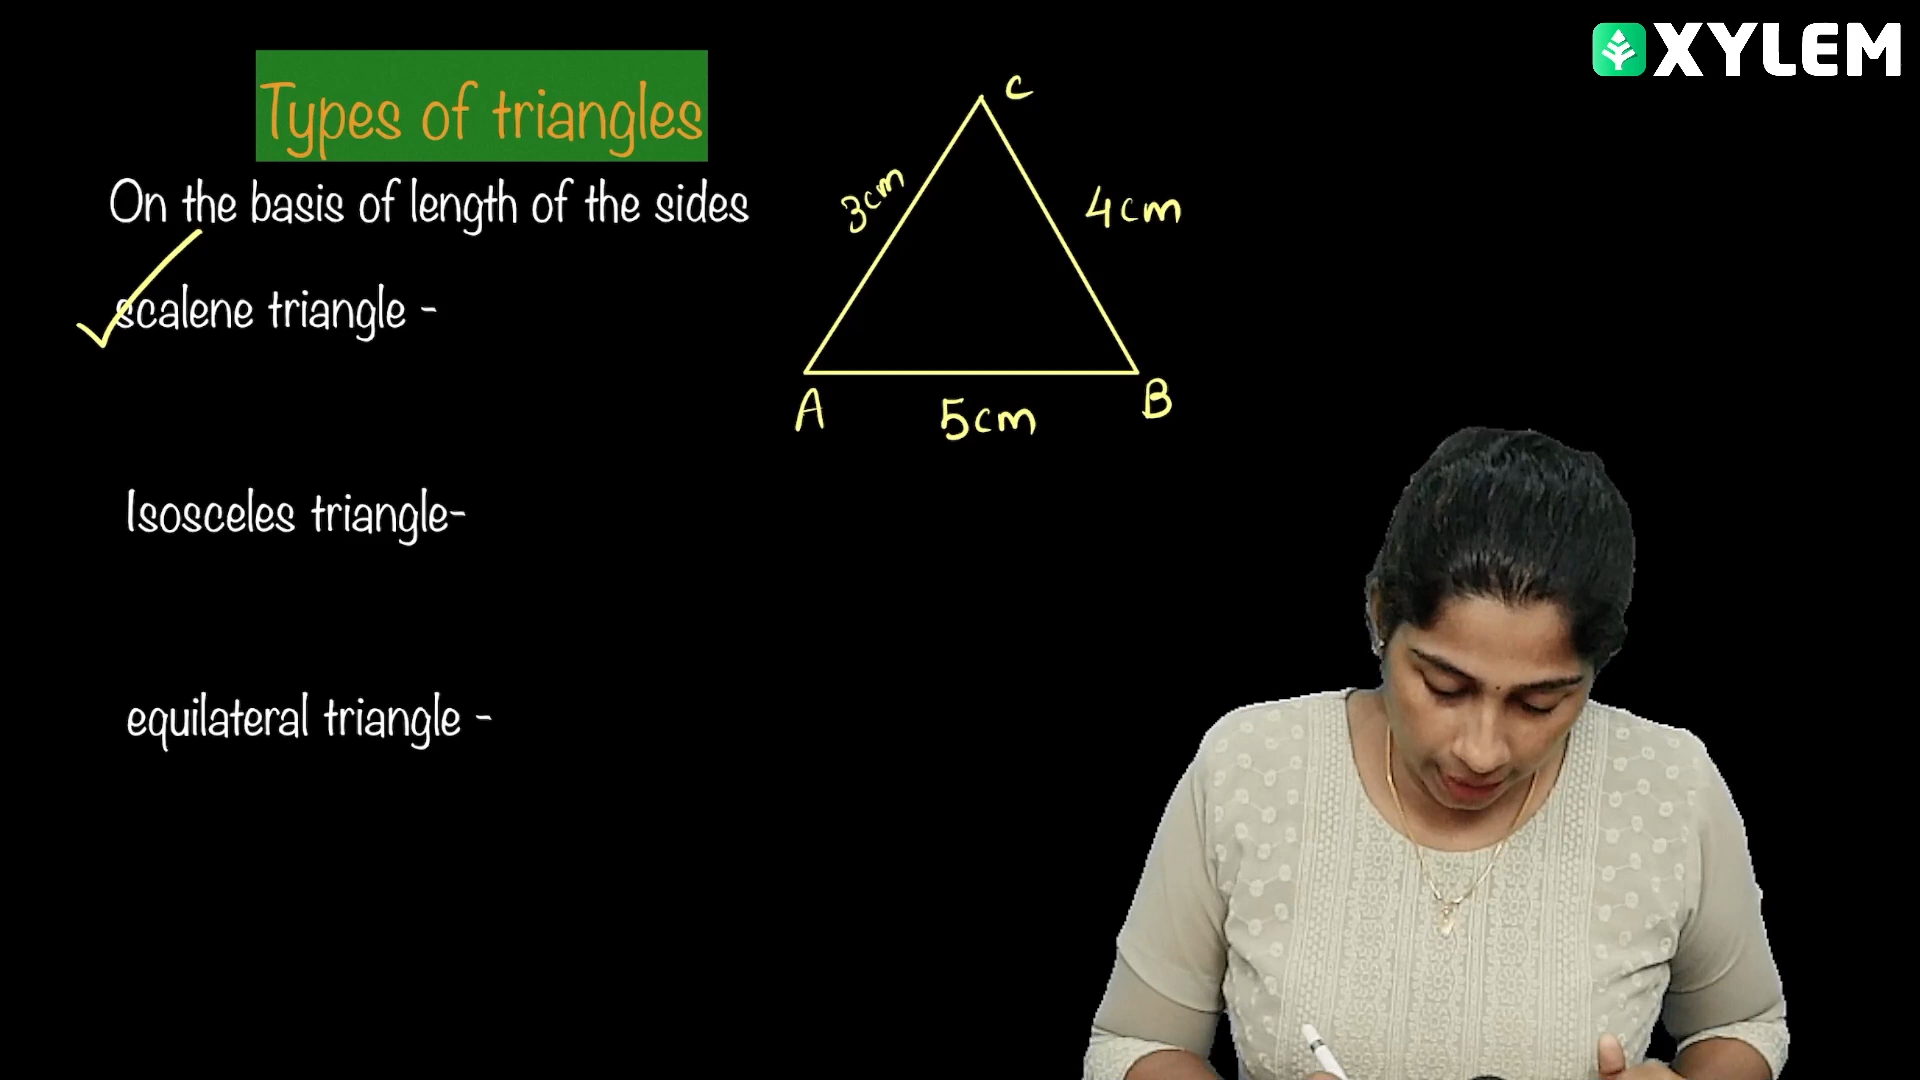 XYLEM
Types of triangles
On the basis of length of the sides
scalene triangle -
Isosceles triangle-
equilateral triangle -
C
3cm
4cm
A
B
5cm